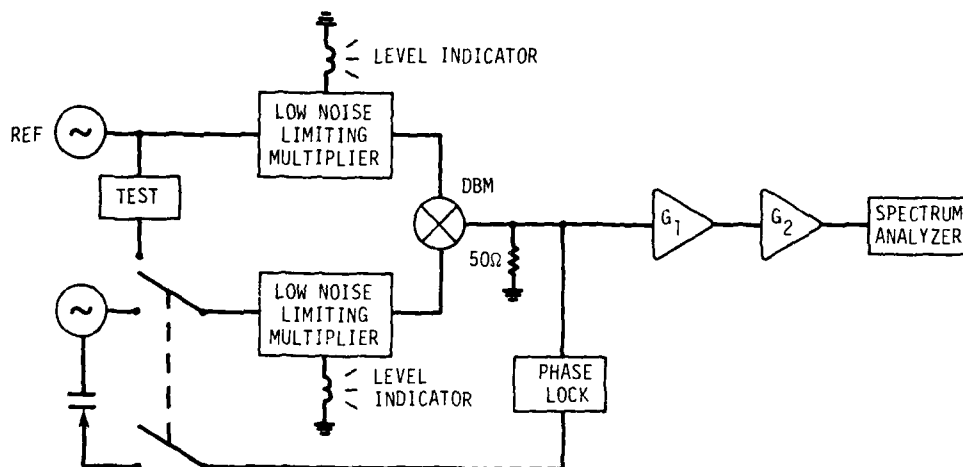 LEVEL INDICATOR
LOW NOISE
LIMITING
MULTIPLIER
REF
~
TEST
DBM
50Ω
G1
G2
SPECTRUM
ANALYZER
~
LOW NOISE
LIMITING
MULTIPLIER
LEVEL
INDICATOR
PHASE
LOCK